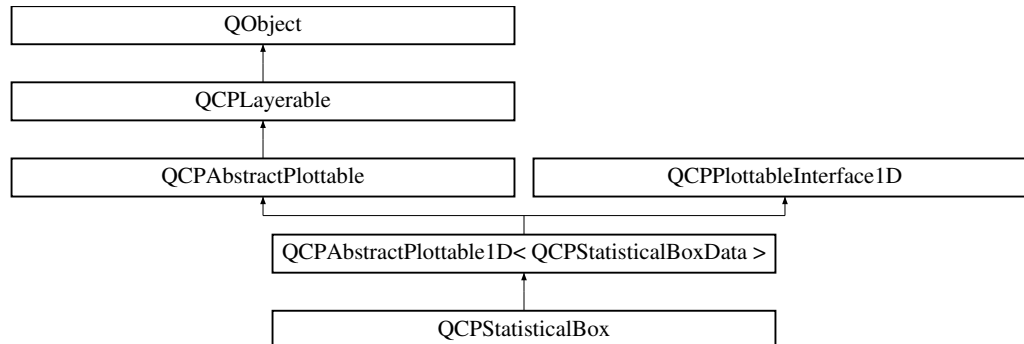 QObject
QCPLayerable
QCPAbstractPlottable
QCPPlottableInterface1D
QCPAbstractPlottable1D< QCPStatisticalBoxData >
QCPStatisticalBox